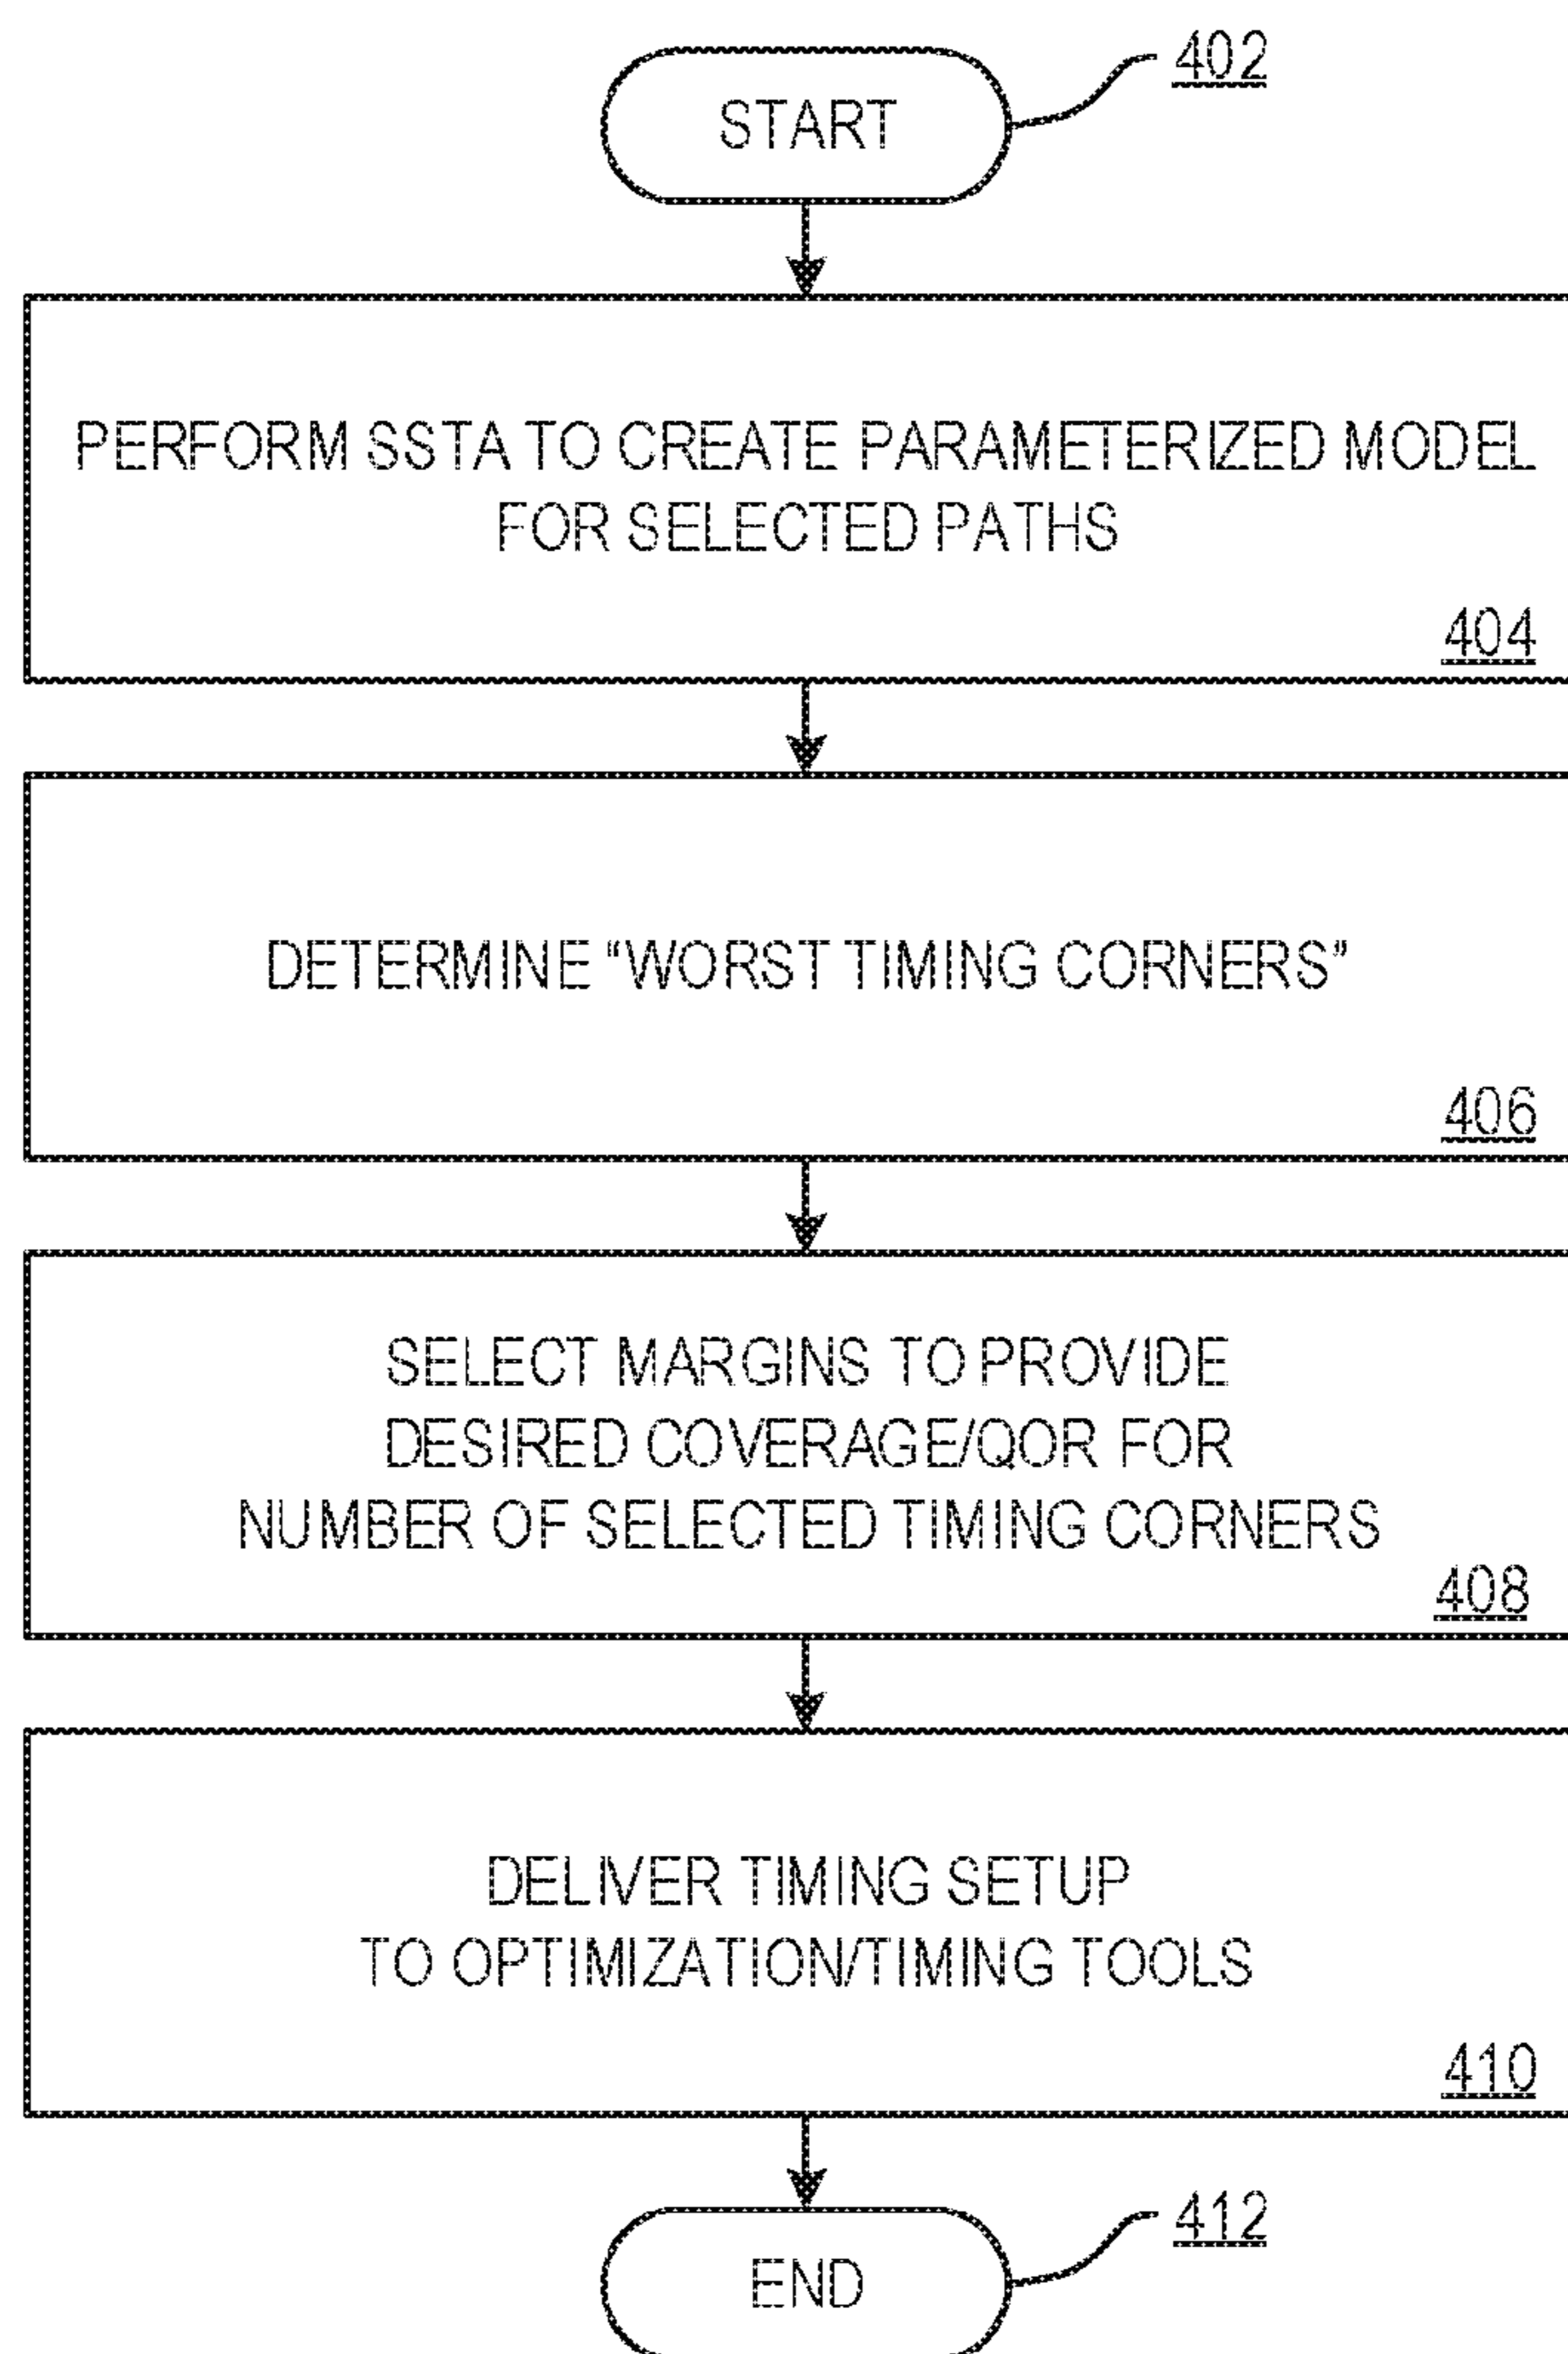 402
START
PERFORM SSTA TO CREATE PARAMETERIZED MODEL
FOR SELECTED PATHS
404
DETERMINE “WORST TIMING CORNERS”
406
SELECT MARGINS TO PROVIDE
DESIRED COVERAGE/QOR FOR
NUMBER OF SELECTED TIMING CORNERS
408
DELIVER TIMING SETUP
TO OPTIMIZATION/TIMING TOOLS
410
412
END